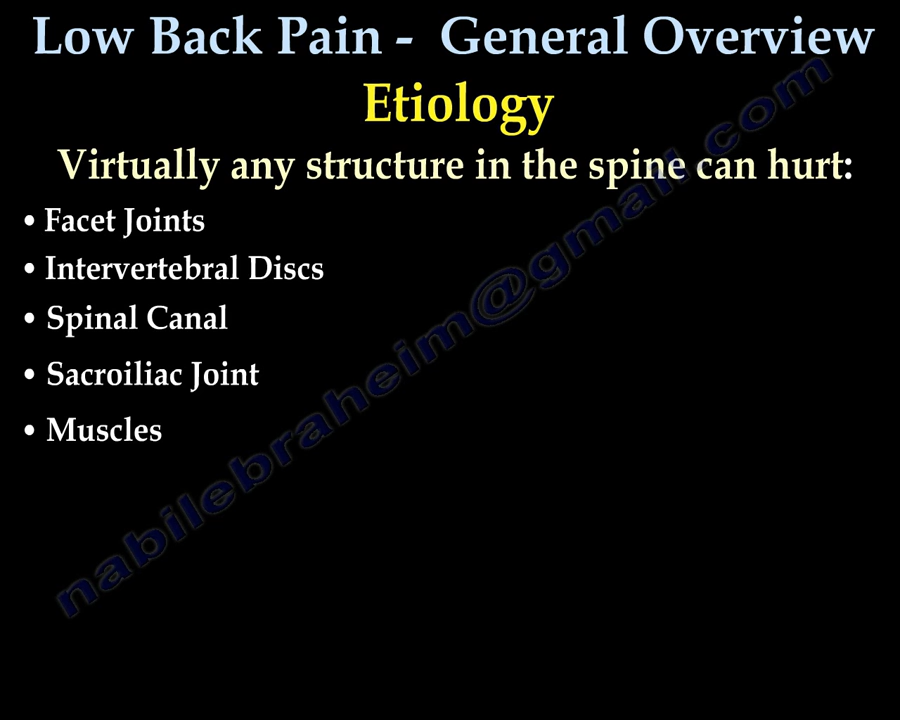 Low Back Pain - General Overview
Etiology
Virtually any structure in the spine can hurt:
• Facet Joints
• Intervertebral Discs
• Spinal Canal
• Sacroiliac Joint
• Muscles
nabilebraheim@gmail.com